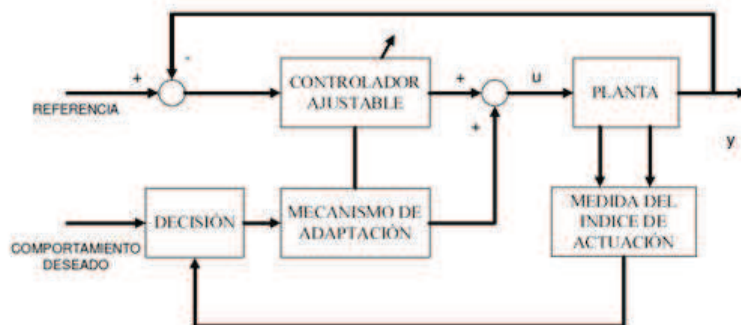 -
+
REFERENCIA
CONTROLADOR
AJUSTABLE
+
+
u
PLANTA
y
COMPORTAMIENTO
DESEADO
DECISIÓN
MECANISMO DE
ADAPTACIÓN
MEDIDA DEL
INDICE DE
ACTUACIÓN